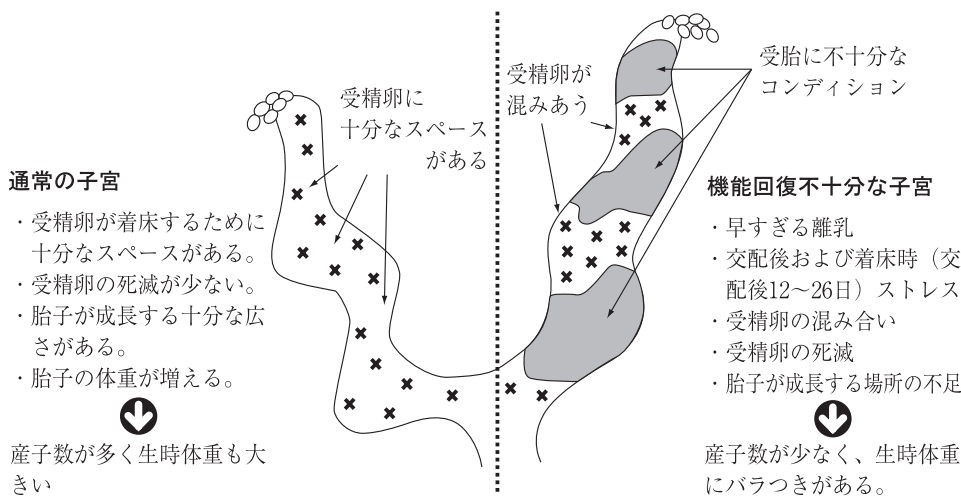 受精卵に
十分なスペース
がある
通常の子宮
・受精卵が着床するために
十分なスペースがある。
・受精卵の死滅が少ない。
・胎子が成長する十分な広
さがある。
・胎子の体重が増える。
産子数が多く生時体重も大
きい
受精卵が
混みあう
受胎に不十分な
コンディション
機能回復不十分な子宮
・早すぎる離乳
・交配後および着床時（交
配後12〜26日）ストレス
・受精卵の混み合い
・受精卵の死滅
・胎子が成長する場所の不足
産子数が少なく、生時体重
にバラつきがある。